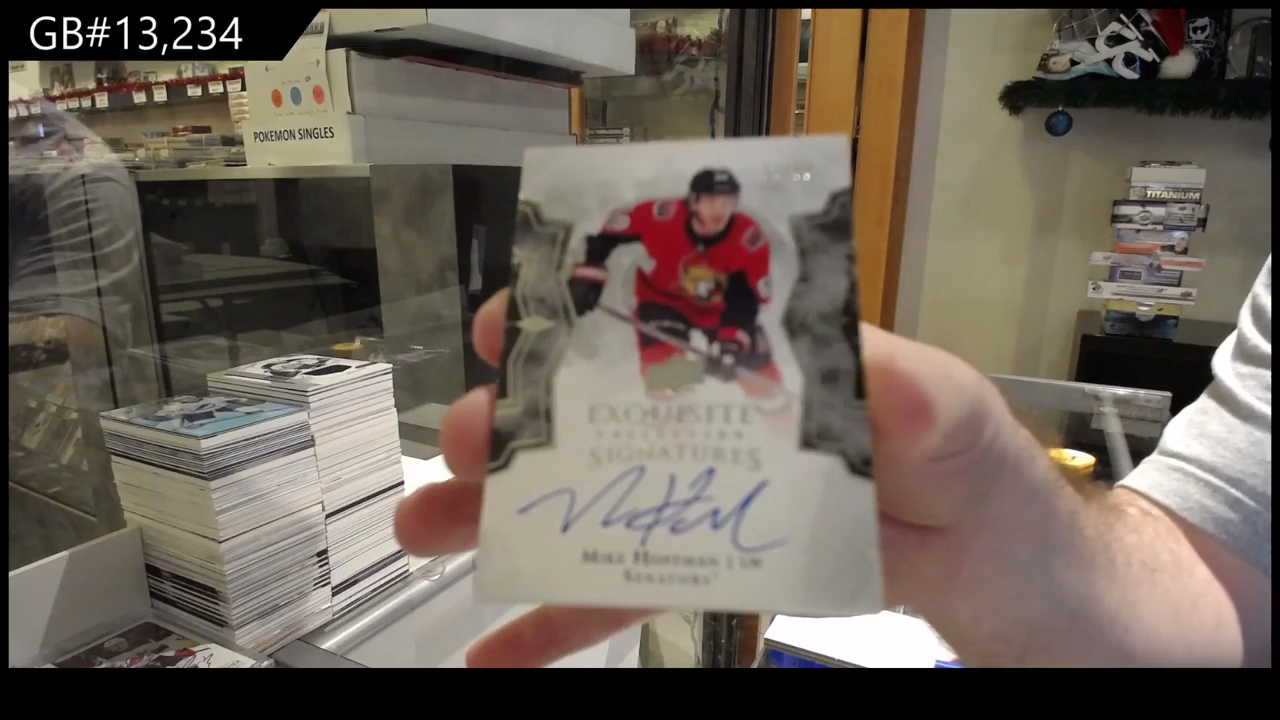 GB#13,234
POKEMON SINGLES
TITANIUM
EXQUISITE
COLLECTION
SIGNATURES
MIKE HOFFMAN | LW
SENATORS